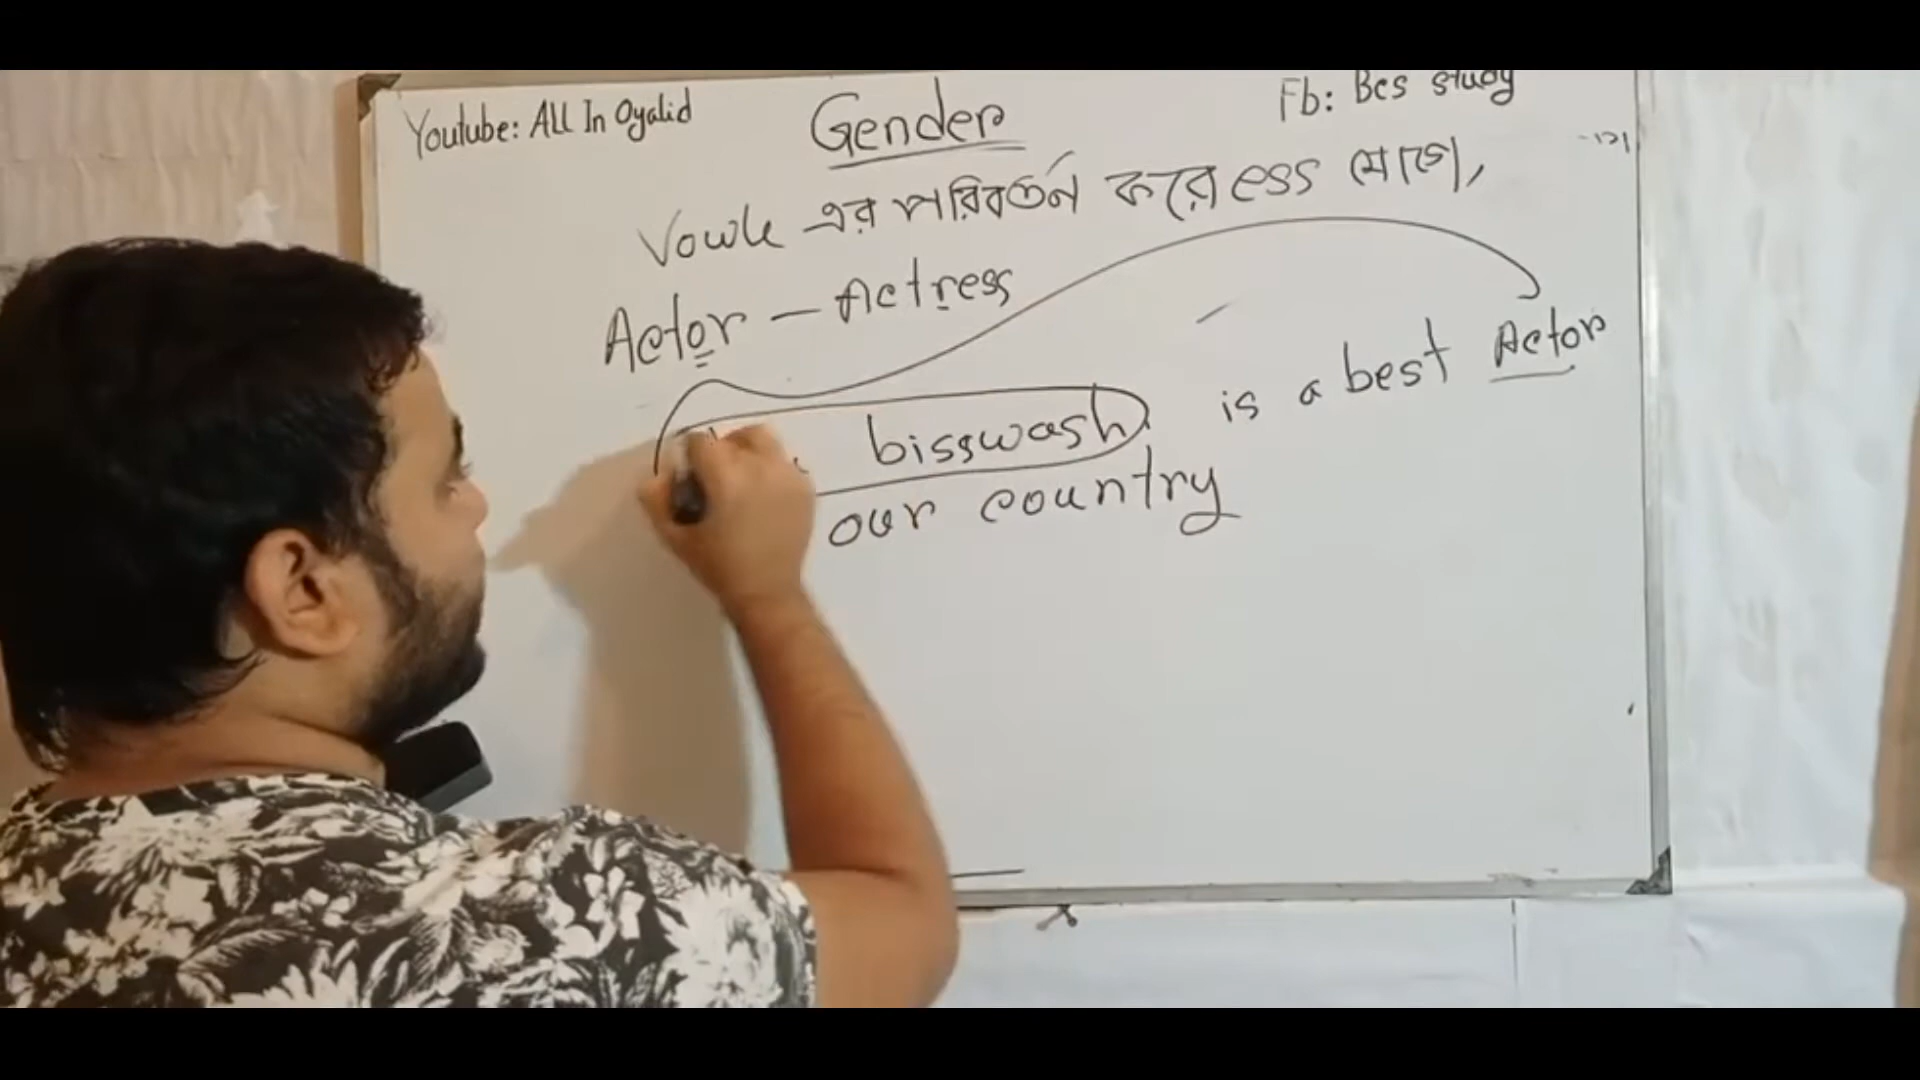 Youtube: All In Oyalid
Gender
Fb: Bcs study
Vowle এর পরিবর্তন করে ess যোগে,
Actor – Actress
bisswash is a best Actor
our country